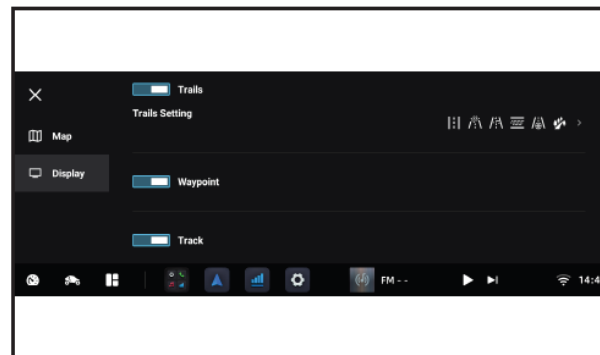 Trails
Trails Setting
Map
Display
Waypoint
Track
FM - -
14:4